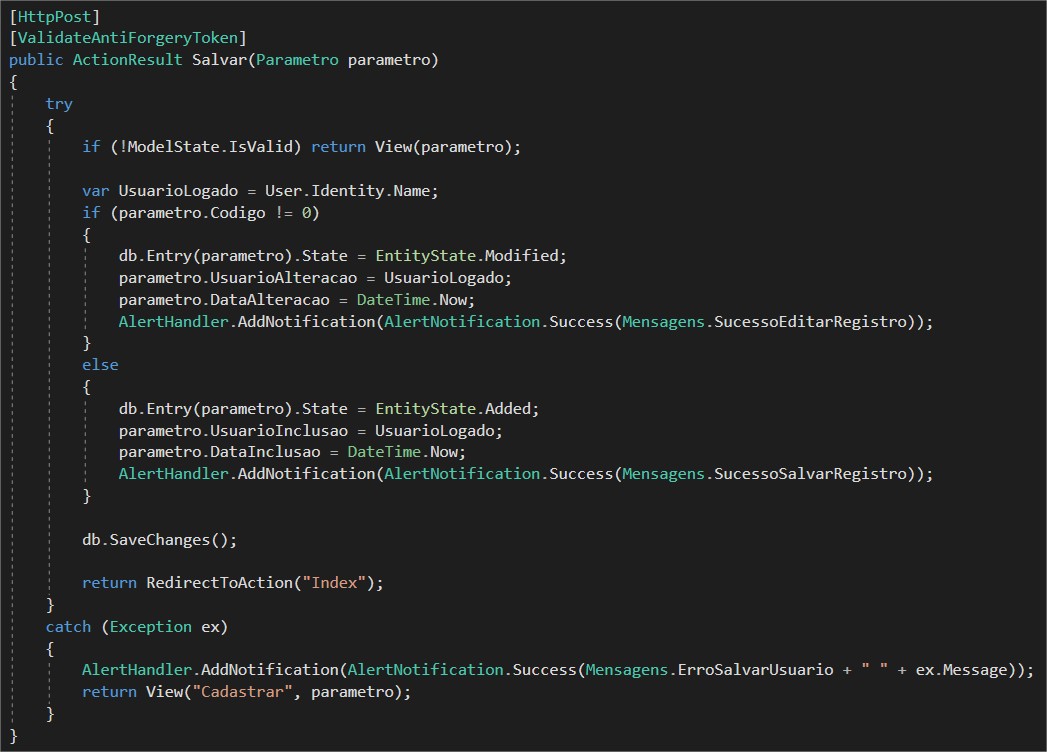 [HttpPost]
[ValidateAntiForgeryToken]
public ActionResult Salvar(Parametro parametro)
{
    try
    {
        if (!ModelState.IsValid) return View(parametro);

        var UsuarioLogado = User.Identity.Name;
        if (parametro.Codigo != 0)
        {
            db.Entry(parametro).State = EntityState.Modified;
            parametro.UsuarioAlteracao = UsuarioLogado;
            parametro.DataAlteracao = DateTime.Now;
            AlertHandler.AddNotification(AlertNotification.Success(Mensagens.SucessoEditarRegistro));
        }
        else
        {
            db.Entry(parametro).State = EntityState.Added;
            parametro.UsuarioInclusao = UsuarioLogado;
            parametro.DataInclusao = DateTime.Now;
            AlertHandler.AddNotification(AlertNotification.Success(Mensagens.SucessoSalvarRegistro));
        }

        db.SaveChanges();

        return RedirectToAction("Index");
    }
    catch (Exception ex)
    {
        AlertHandler.AddNotification(AlertNotification.Success(Mensagens.ErroSalvarUsuario + " " + ex.Message));
        return View("Cadastrar", parametro);
    }
}